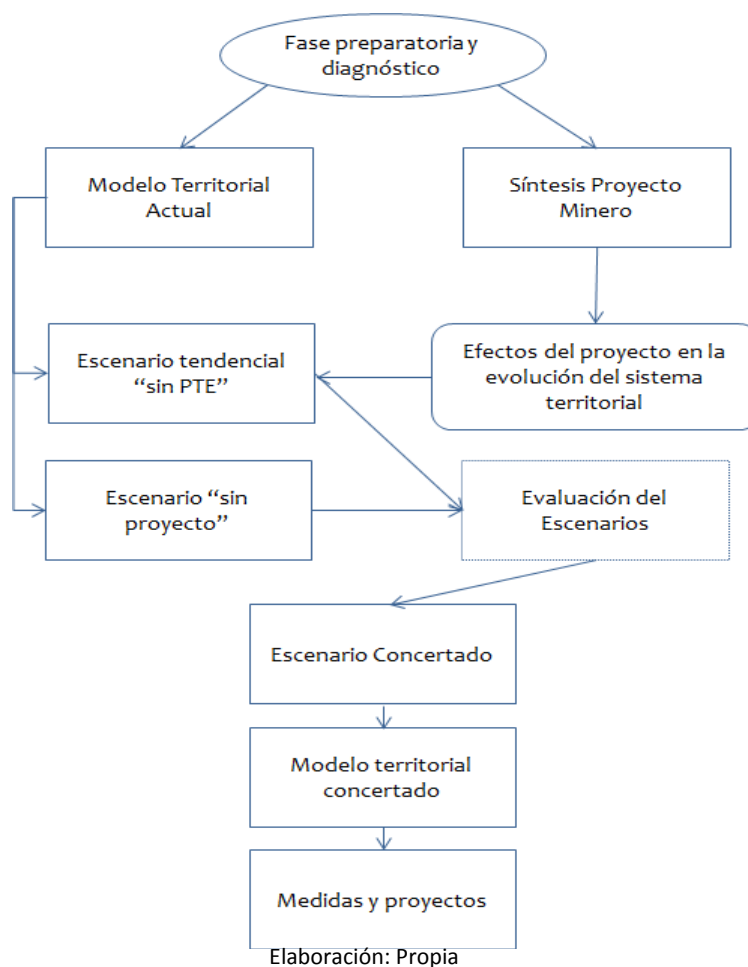 Fase preparatoria y
diagnóstico
Modelo Territorial
Actual
Síntesis Proyecto
Minero
Escenario tendencial
“sin PTE”
Efectos del proyecto en la
evolución del sistema
territorial
Escenario “sin
proyecto”
Evaluación del
Escenarios
Escenario Concertado
Modelo territorial
concertado
Medidas y proyectos
Elaboración: Propia